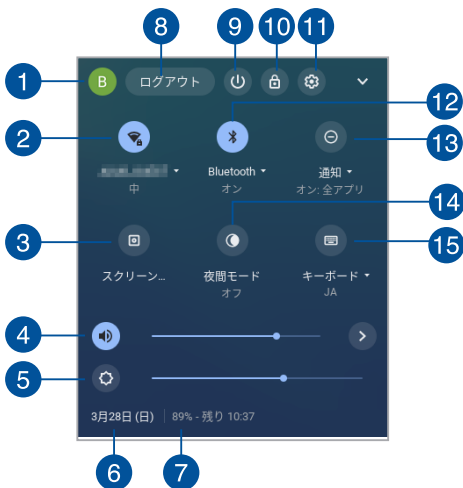 8 9 10 11
1 B ログアウト
12
2
13
Bluetooth 通知
中 オン オン: 全アプリ
14
3
15
スクリーン... 夜間モード キーボード
オフ JA
4
5
3月28日 (日) 89% - 残り 10:37
6 7